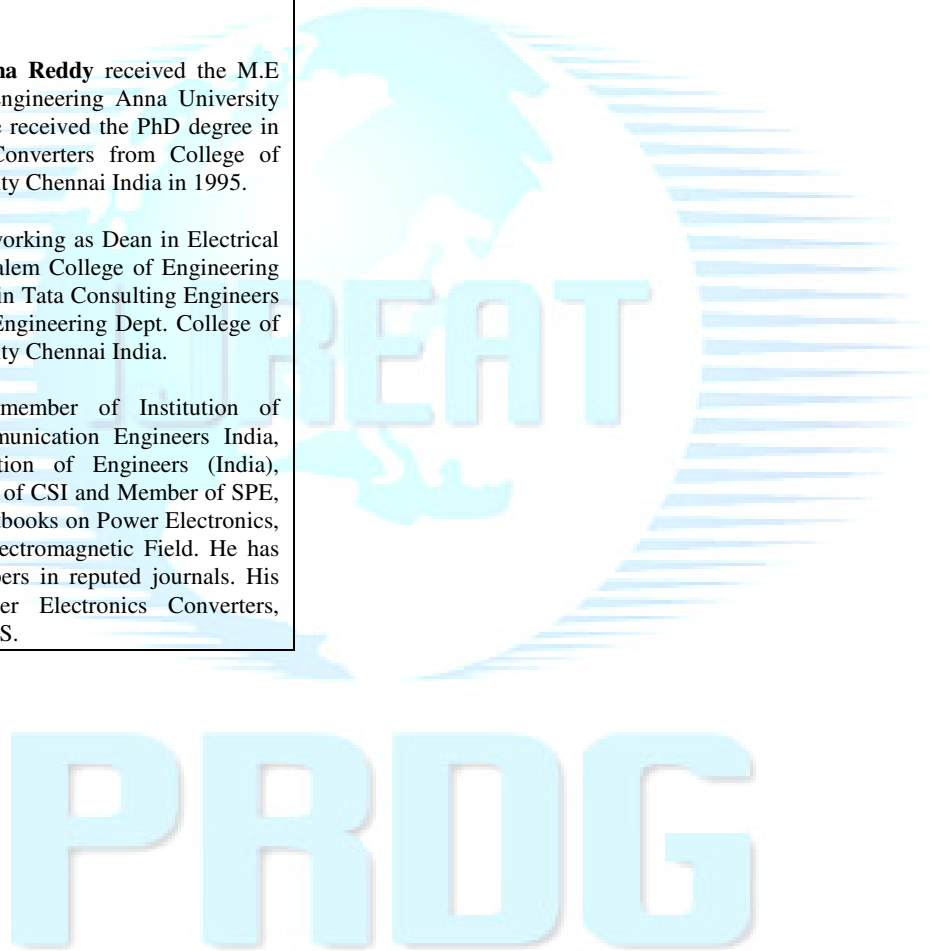 na Reddy received the M.E
ngineering Anna University
e received the PhD degree in
Converters from College of
ty Chennai India in 1995.
working as Dean in Electrical
alem College of Engineering
in Tata Consulting Engineers
Engineering Dept. College of
ty Chennai India.
member of Institution of
munication Engineers India,
tion of Engineers (India),
of CSI and Member of SPE,
tbooks on Power Electronics,
ectromagnetic Field. He has
pers in reputed journals. His
er Electronics Converters,
S.
IJREAT
PRDG